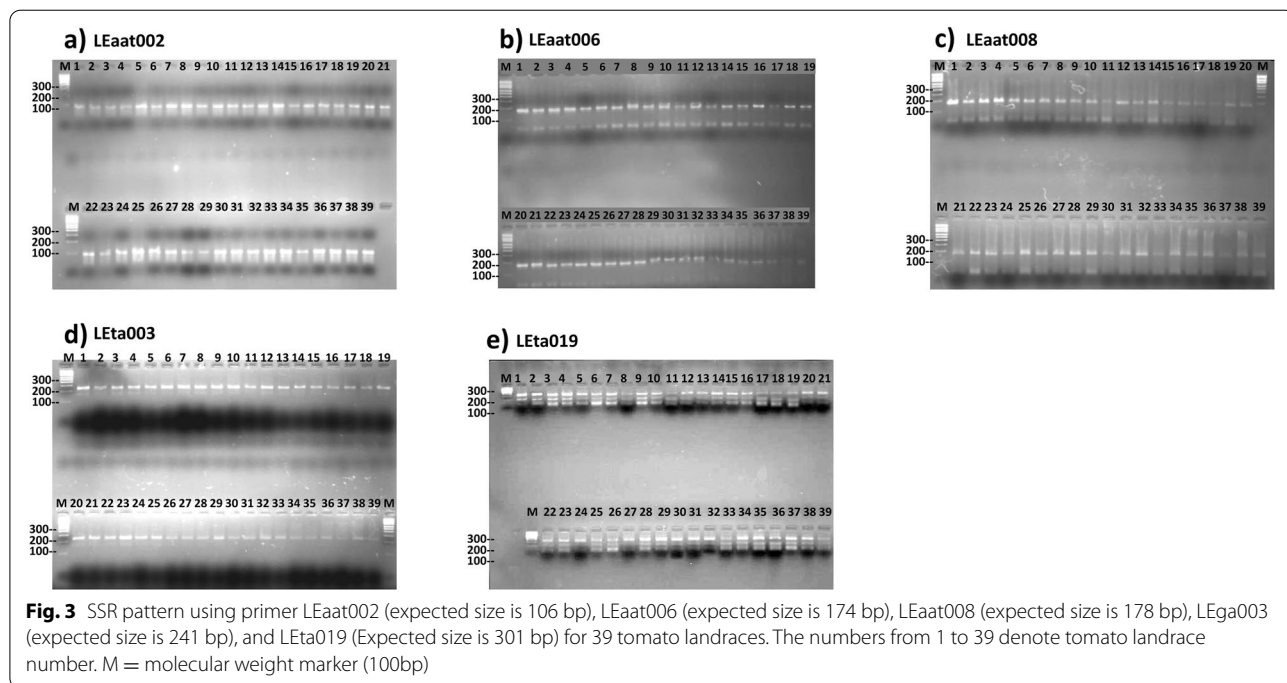 a) LEaat002
M 1 2 3 4 5 6 7 8 9 10 11 12 13 14 15 16 17 18 19 20 21
300--
200--
100--
M 22 23 24 25 26 27 28 29 30 31 32 33 34 35 36 37 38 39
300--
200--
100--
b) LEaat006
M 1 2 3 4 5 6 7 8 9 10 11 12 13 14 15 16 17 18 19
300--
200--
100--
M 20 21 22 23 24 25 26 27 28 29 30 31 32 33 34 35 36 37 38 39
300--
200--
100--
c) LEaat008
M 1 2 3 4 5 6 7 8 9 10 11 12 13 14 15 16 17 18 19 20 M
300--
200--
100--
M 21 22 24 25 26 27 28 29 30 31 32 33 34 35 36 37 38 39
300--
200--
100--
d) LEta003
M 1 2 3 4 5 6 7 8 9 10 11 12 13 14 15 16 17 18 19
300--
200--
100--
M 20 21 22 23 24 25 26 27 28 29 30 31 32 33 34 35 36 37 38 39 M
300--
200--
100--
e) LEta019
M 1 2 3 4 5 6 7 8 9 10 11 12 13 14 15 16 17 18 19 20 21
300--
200--
100--
M 22 23 24 25 26 27 28 29 30 31 32 33 34 35 36 37 38 39
300--
200--
100--
Fig. 3 SSR pattern using primer LEaat002 (expected size is 106 bp), LEaat006 (expected size is 174 bp), LEaat008 (expected size is 178 bp), LEga003
(expected size is 241 bp), and LEta019 (Expected size is 301 bp) for 39 tomato landraces. The numbers from 1 to 39 denote tomato landrace
number. M = molecular weight marker (100bp)